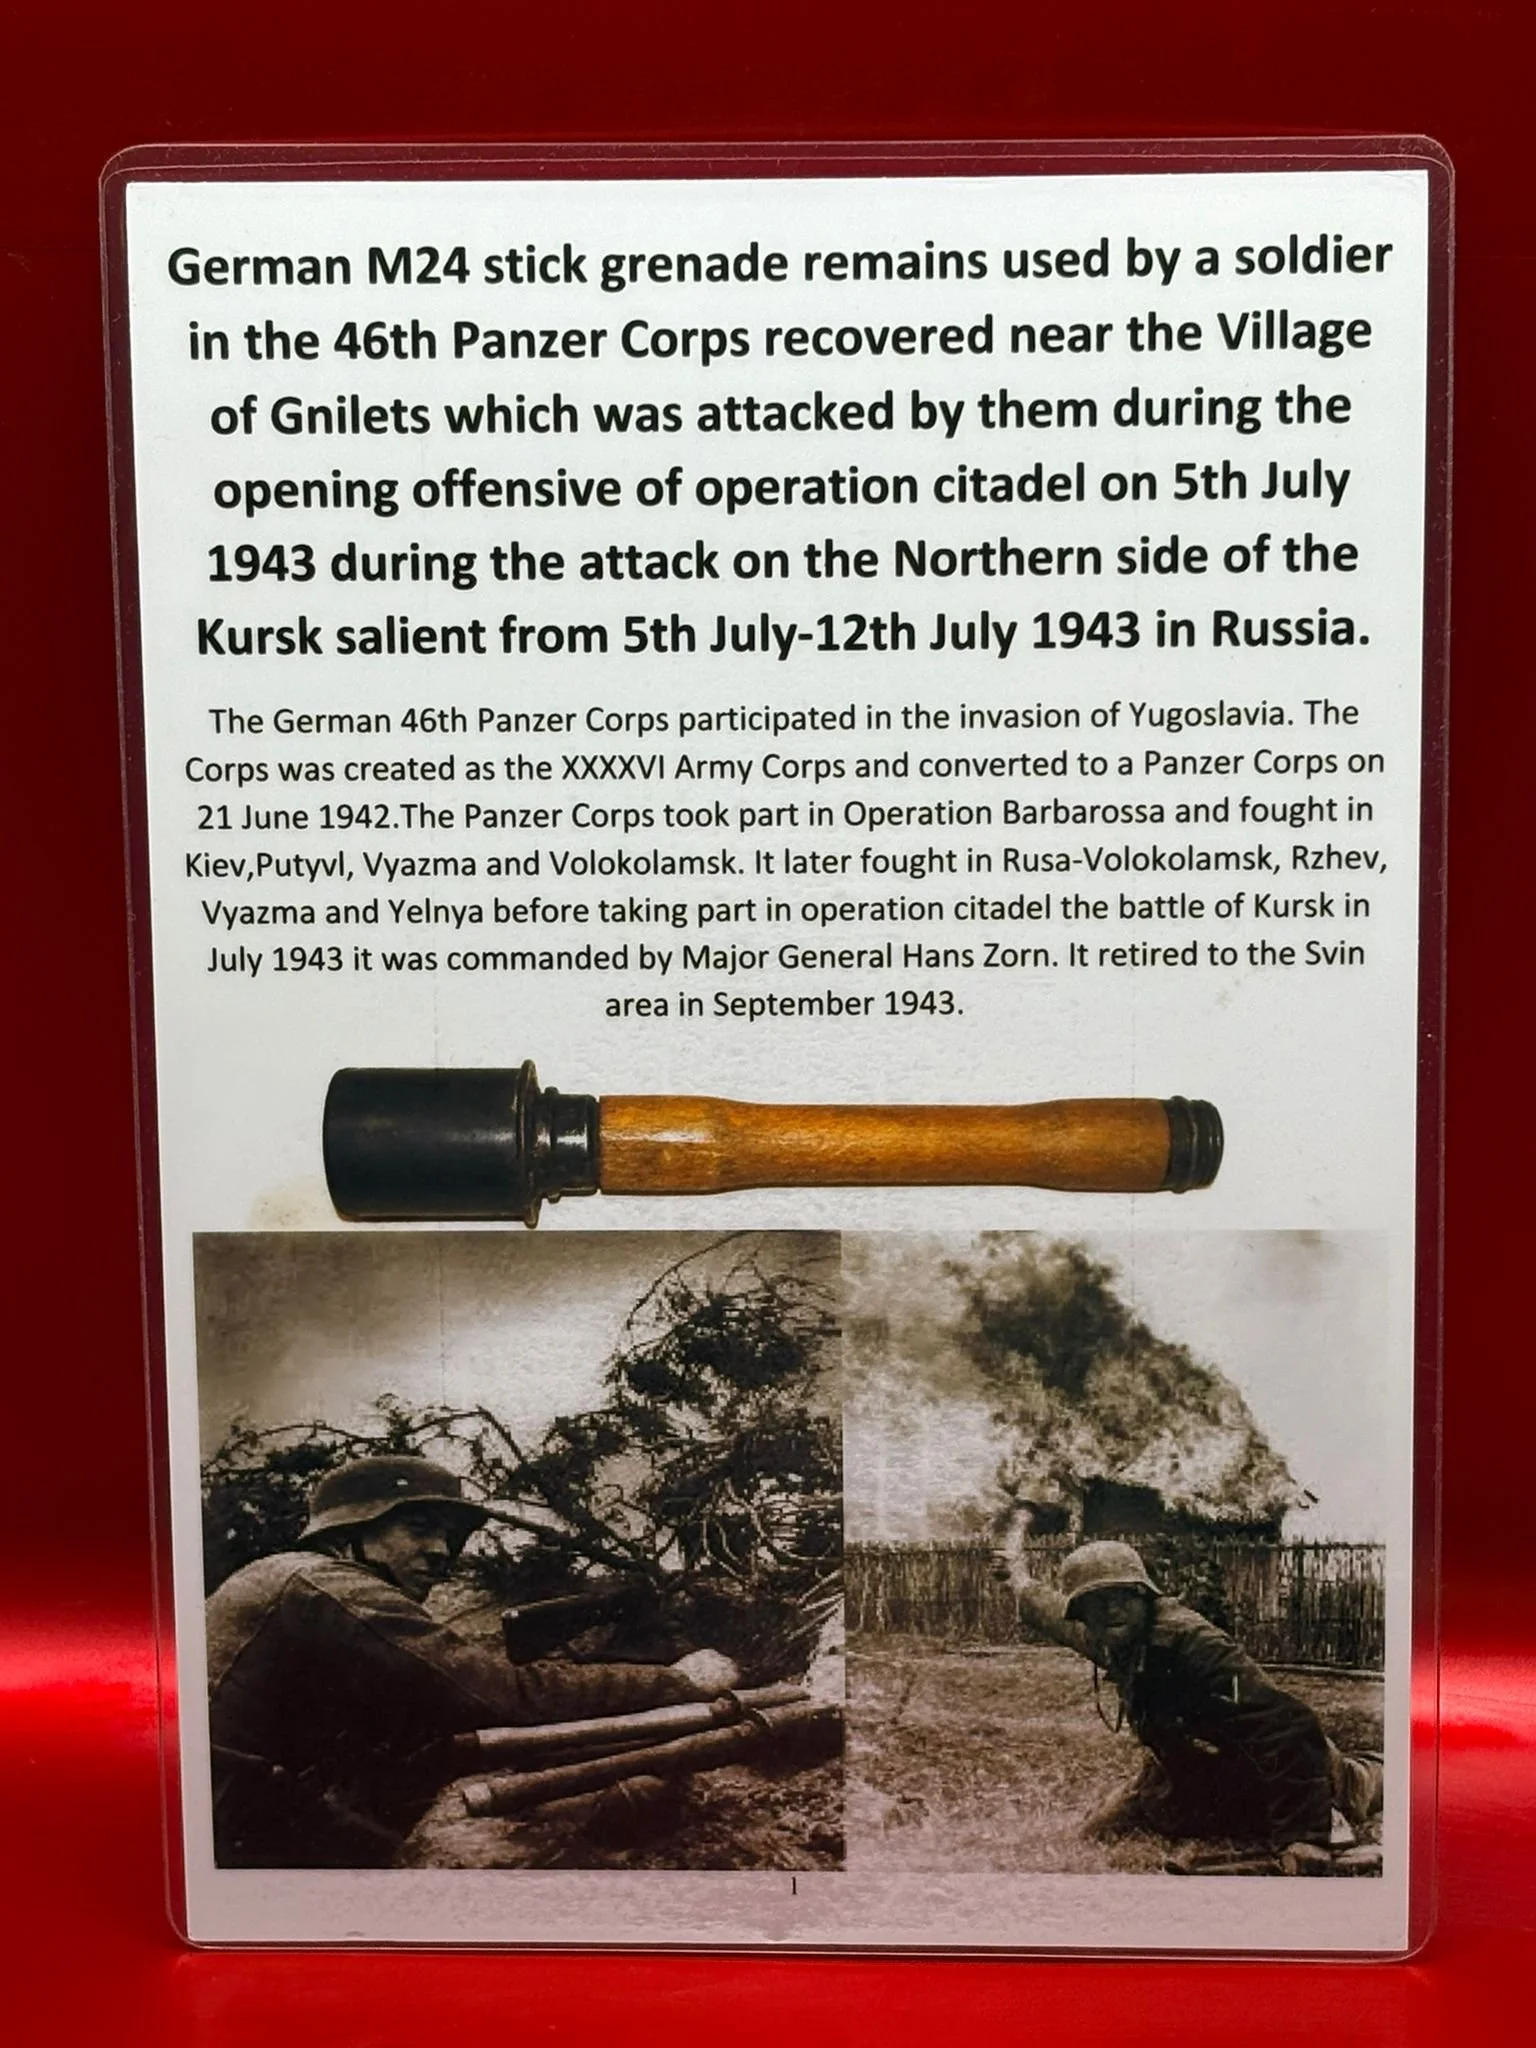 German M24 stick grenade remains used by a soldier
in the 46th Panzer Corps recovered near the Village
of Gnilets which was attacked by them during the
opening offensive of operation citadel on 5th July
1943 during the attack on the Northern side of the
Kursk salient from 5th July-12th July 1943 in Russia.
The German 46th Panzer Corps participated in the invasion of Yugoslavia. The
Corps was created as the XXXXVI Army Corps and converted to a Panzer Corps on
21 June 1942.The Panzer Corps took part in Operation Barbarossa and fought in
Kiev,Putyvl, Vyazma and Volokolamsk. It later fought in Rusa-Volokolamsk, Rzhev,
Vyazma and Yelnya before taking part in operation citadel the battle of Kursk in
July 1943 it was commanded by Major General Hans Zorn. It retired to the Svin
area in September 1943.
1